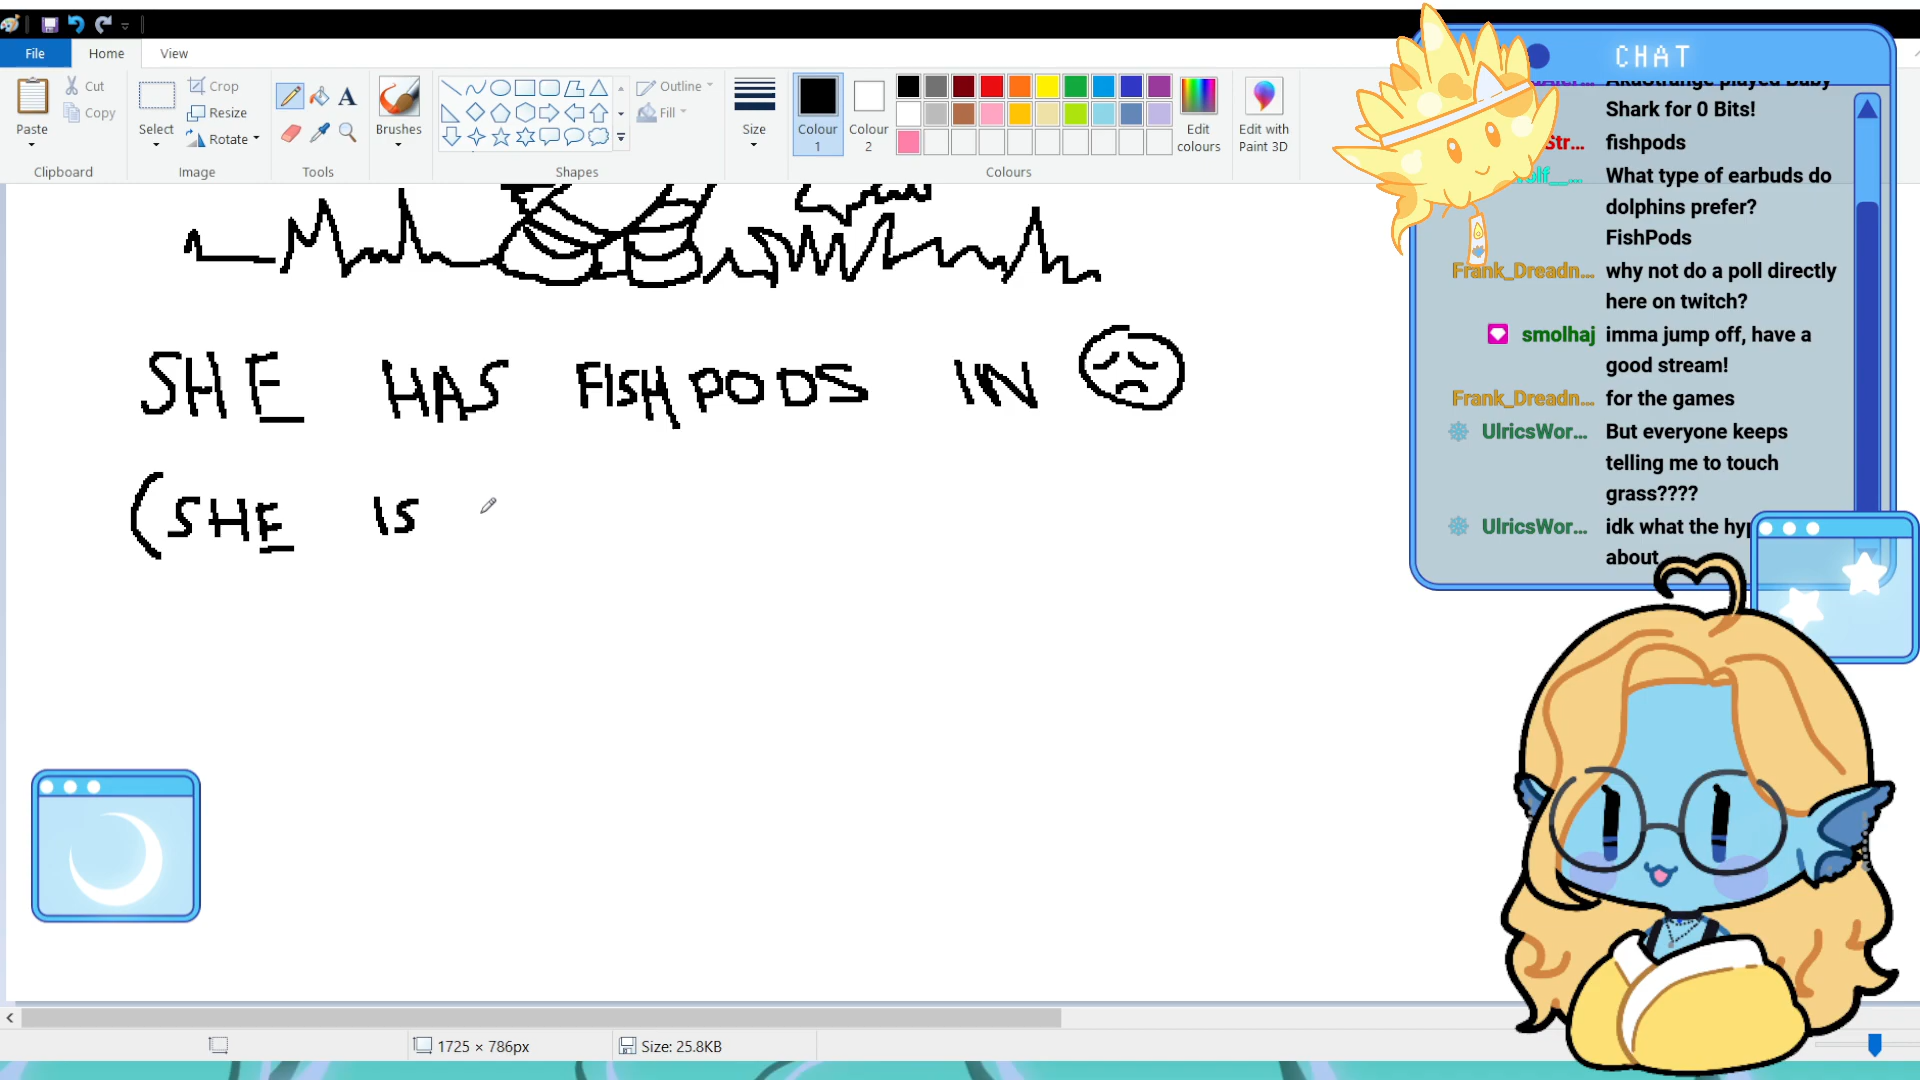 File Home View
Paste
Cut
Copy
Clipboard
Select
Crop
Resize
Rotate
Image
Tools
Brushes
Shapes
Outline
Fill
Size
Colour 1
Colour 2
Edit colours
Colours
Edit with Paint 3D
SHE HAS FISHPODS IN
(SHE IS
1725 × 786px
Size: 25.8KB
CHAT
played Baby
Shark for 0 Bits!
fishpods
What type of earbuds do
dolphins prefer?
FishPods
Frank_Dreadn... why not do a poll directly
here on twitch?
smolhaj imma jump off, have a
good stream!
Frank_Dreadn... for the games
UlricsWor... But everyone keeps
telling me to touch
grass????
UlricsWor... idk what the
about